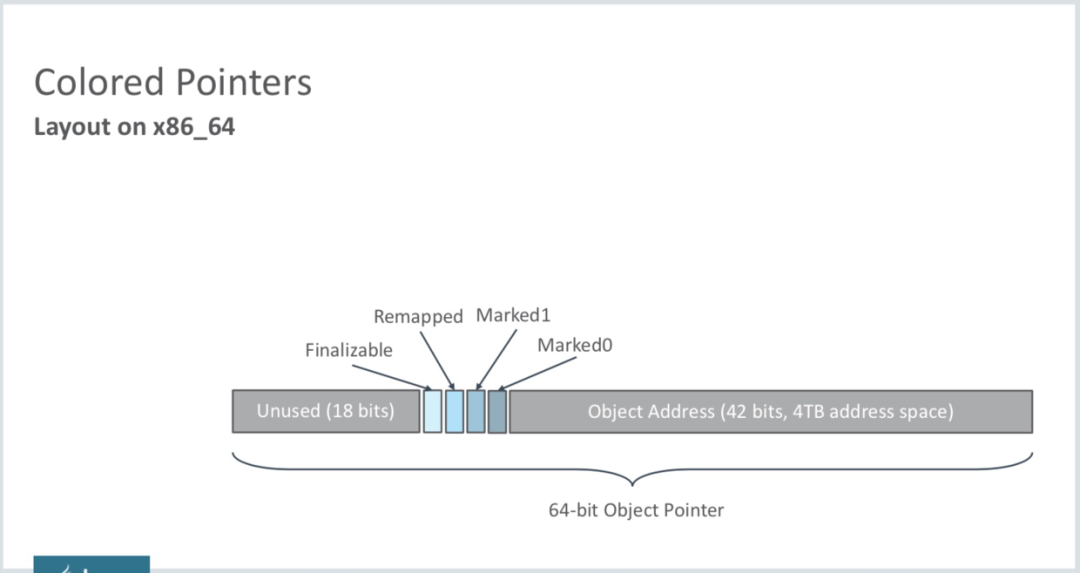 Colored Pointers
Layout on x86_64
Remapped Marked1
Finalizable
Marked0
Unused (18 bits)
Object Address (42 bits, 4TB address space)
64-bit Object Pointer